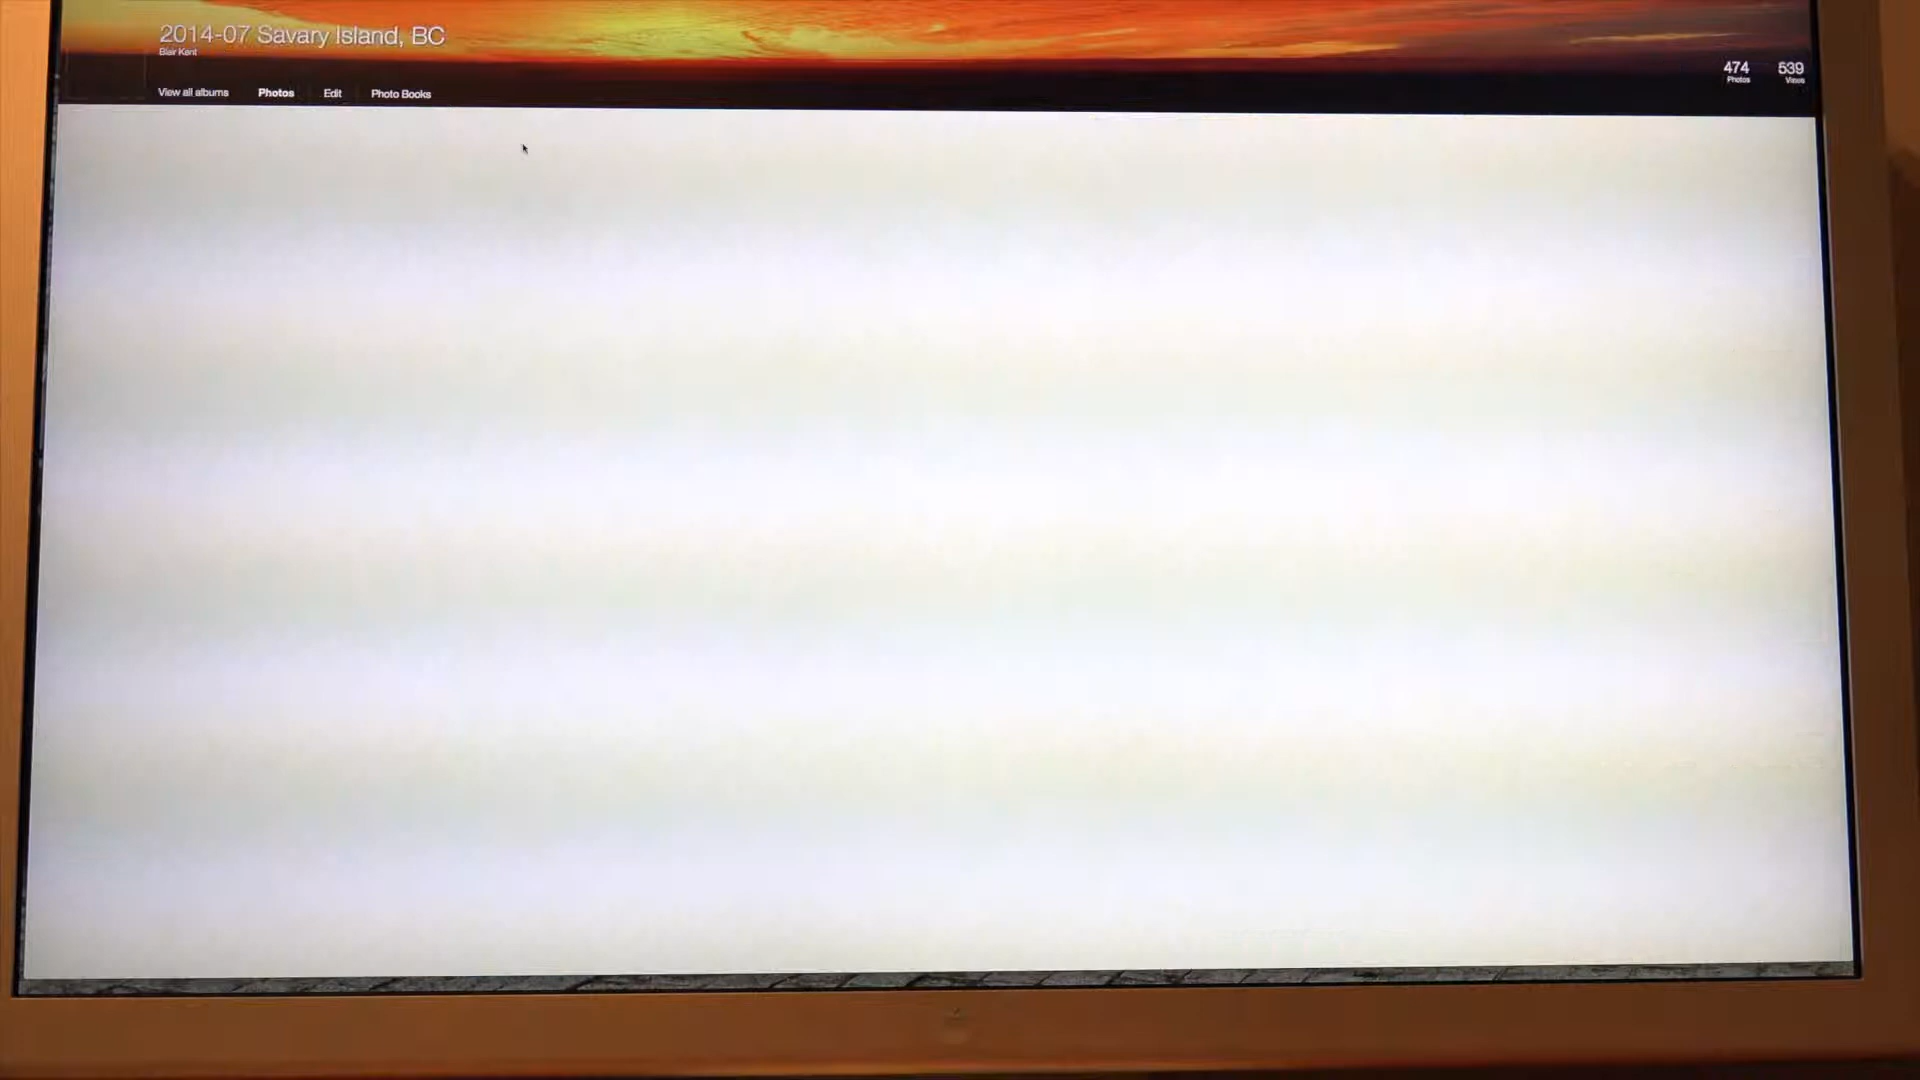 2014-07 Savary Island, BC
Blair Kent
474 539
Photos Views
View all albums Photos Edit Photo Books